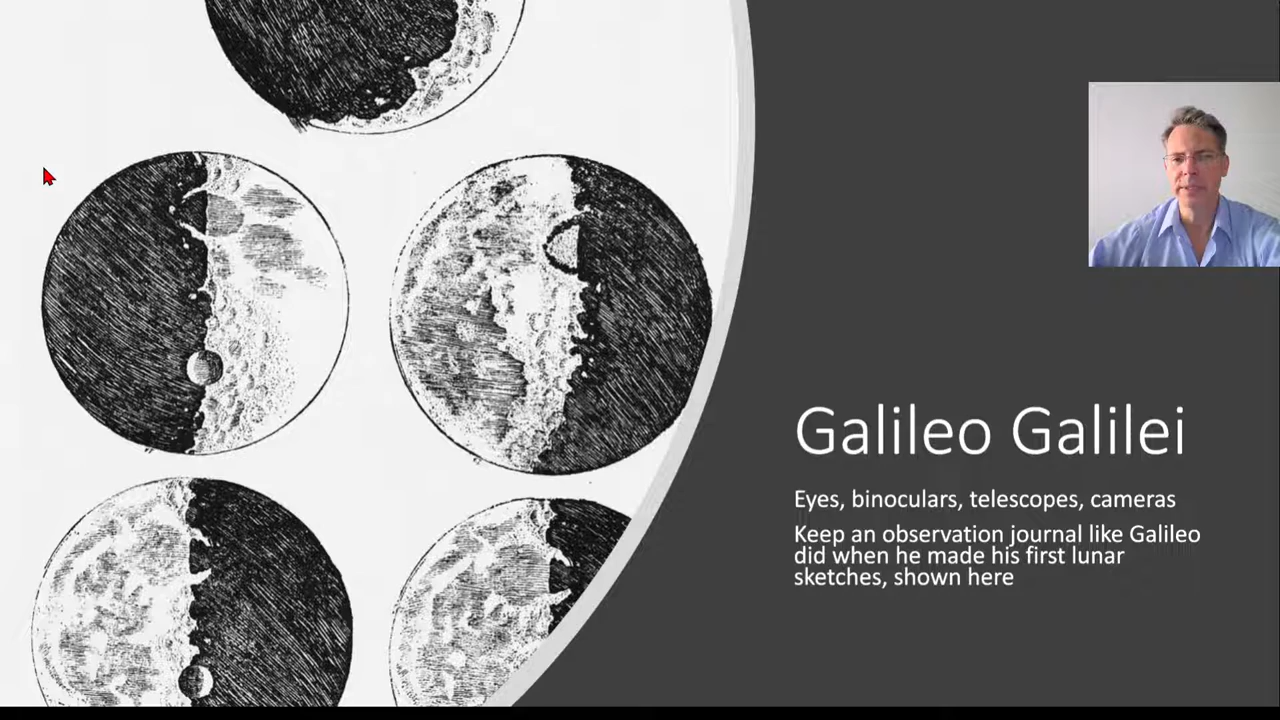 Galileo Galilei
Eyes, binoculars, telescopes, cameras
Keep an observation journal like Galileo
did when he made his first lunar
sketches, shown here